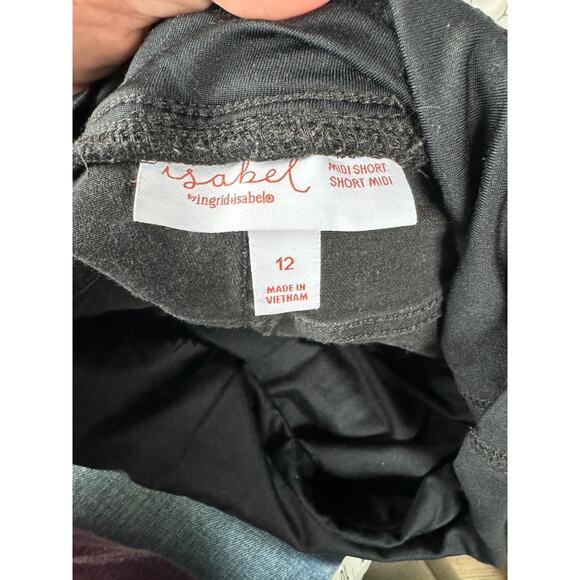 isabel
by ingrid+isabel®
MIDI SHORT
SHORT MIDI
12
MADE IN
VIETNAM